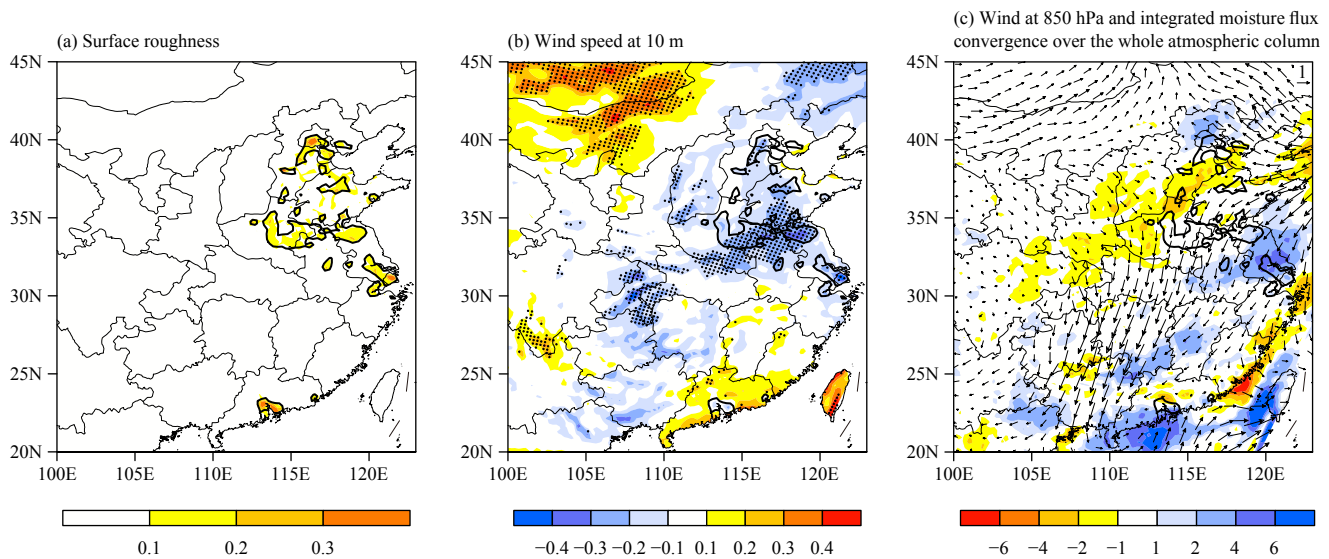 (a) Surface roughness
(b) Wind speed at 10 m
(c) Wind at 850 hPa and integrated moisture flux
convergence over the whole atmospheric column
45N
40N
35N
30N
25N
20N
100E 105E 110E 115E 120E
0.1 0.2 0.3
45N
40N
35N
30N
25N
20N
100E 105E 110E 115E 120E
−0.4 −0.3 −0.2 −0.1 0.1 0.2 0.3 0.4
45N
1
40N
35N
30N
25N
20N
100E 105E 110E 115E 120E
−6 −4 −2 −1 1 2 4 6